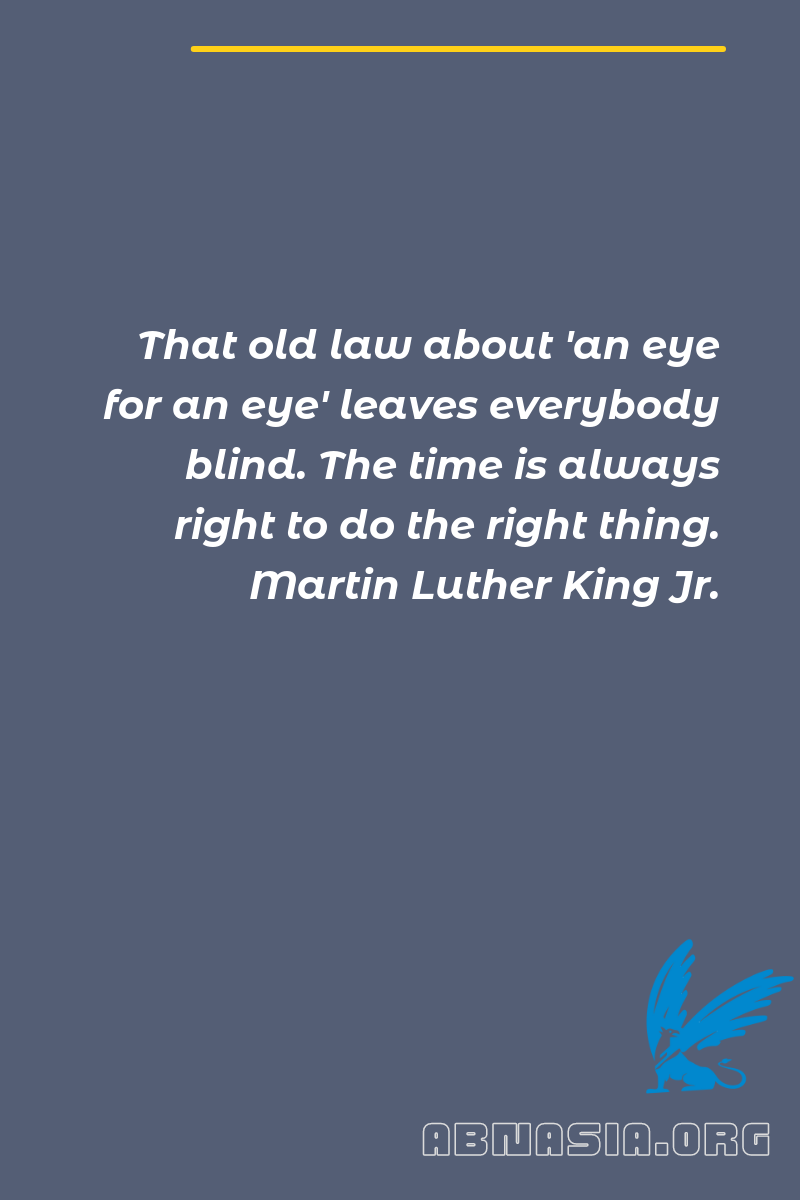 That old law about 'an eye
for an eye' leaves everybody
blind. The time is always
right to do the right thing.
Martin Luther King Jr.
ABNASIA.ORG